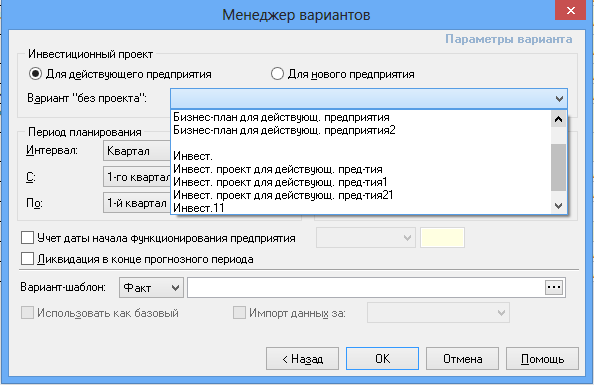 Менеджер вариантов
Параметры варианта
Инвестиционный проект
Для действующего предприятия
Для нового предприятия
Вариант "без проекта":
Бизнес-план для действующ. предприятия
Бизнес-план для действующ. предприятия2
Инвест.
Инвест. проект для действующ. пред-тия
Инвест. проект для действующ. пред-тия1
Инвест. проект для действующ. пред-тия21
Инвест.11
Период планирования
Интервал: Квартал
С: 1-го квартал
По: 1-й квартал
Учет даты начала функционирования предприятия
Ликвидация в конце прогнозного периода
Вариант-шаблон: Факт
Использовать как базовый
Импорт данных за:
< Назад
OK
Отмена
Помощь